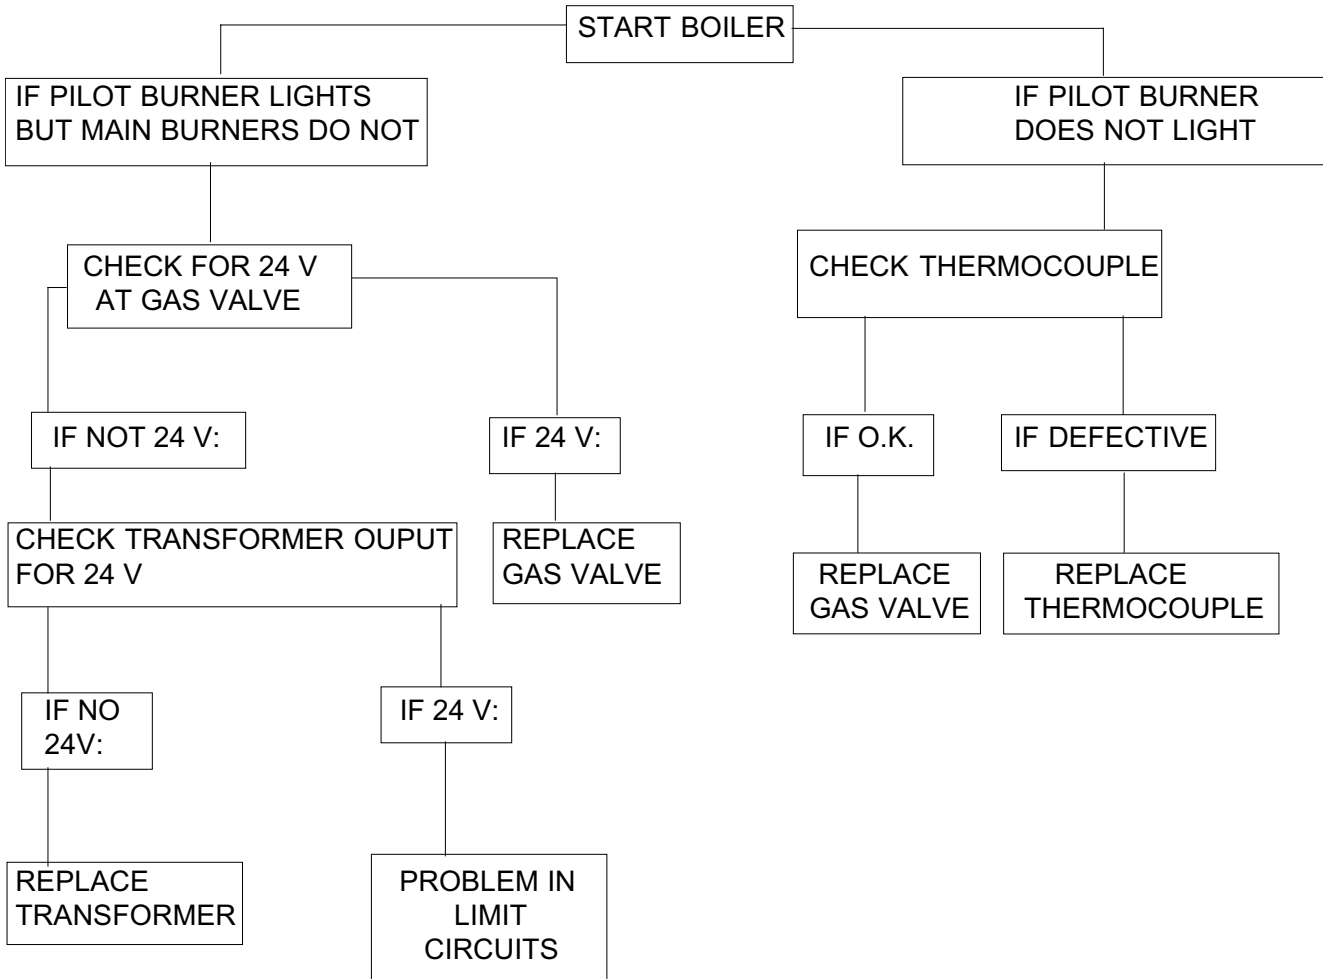 START BOILER
IF PILOT BURNER LIGHTS
BUT MAIN BURNERS DO NOT
IF PILOT BURNER
DOES NOT LIGHT
CHECK FOR 24 V
AT GAS VALVE
CHECK THERMOCOUPLE
IF NOT 24 V:
IF 24 V:
IF O.K.
IF DEFECTIVE
CHECK TRANSFORMER OUPUT
FOR 24 V
REPLACE
GAS VALVE
REPLACE
GAS VALVE
REPLACE
THERMOCOUPLE
IF NO
24V:
IF 24 V:
REPLACE
TRANSFORMER
PROBLEM IN
LIMIT
CIRCUITS